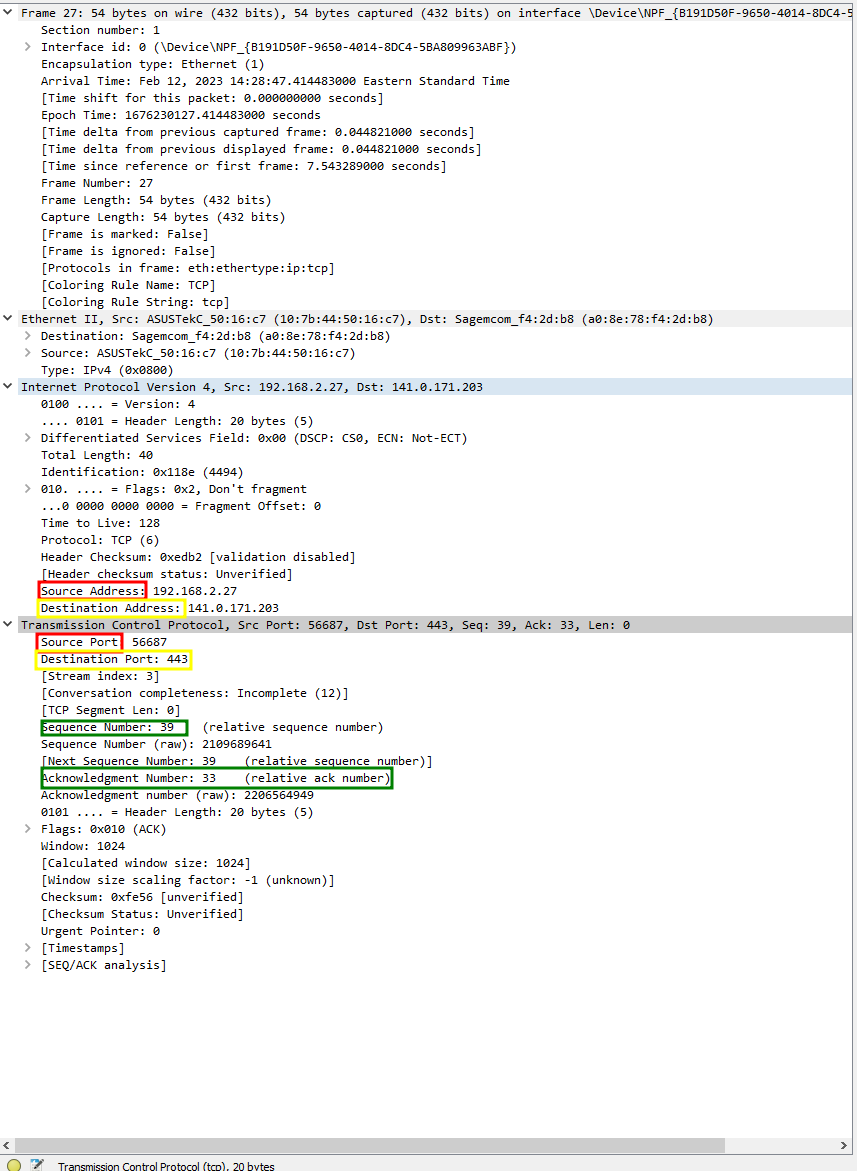 Frame 27: 54 bytes on wire (432 bits), 54 bytes captured (432 bits) on interface \Device\NPF_{B191D50F-9650-4014-8DC4-5
Section number: 1
Interface id: 0 (\Device\NPF_{B191D50F-9650-4014-8DC4-5BA809963ABF})
Encapsulation type: Ethernet (1)
Arrival Time: Feb 12, 2023 14:28:47.414483000 Eastern Standard Time
[Time shift for this packet: 0.000000000 seconds]
Epoch Time: 1676230127.414483000 seconds
[Time delta from previous captured frame: 0.044821000 seconds]
[Time delta from previous displayed frame: 0.044821000 seconds]
[Time since reference or first frame: 7.543289000 seconds]
Frame Number: 27
Frame Length: 54 bytes (432 bits)
Capture Length: 54 bytes (432 bits)
[Frame is marked: False]
[Frame is ignored: False]
[Protocols in frame: eth:ethertype:ip:tcp]
[Coloring Rule Name: TCP]
[Coloring Rule String: tcp]
Ethernet II, Src: ASUSTekC_50:16:c7 (10:7b:44:50:16:c7), Dst: Sagemcom_f4:2d:b8 (a0:8e:78:f4:2d:b8)
Destination: Sagemcom_f4:2d:b8 (a0:8e:78:f4:2d:b8)
Source: ASUSTekC_50:16:c7 (10:7b:44:50:16:c7)
Type: IPv4 (0x0800)
Internet Protocol Version 4, Src: 192.168.2.27, Dst: 141.0.171.203
0100 .... = Version: 4
.... 0101 = Header Length: 20 bytes (5)
Differentiated Services Field: 0x00 (DSCP: CS0, ECN: Not-ECT)
Total Length: 40
Identification: 0x118e (4494)
010. .... = Flags: 0x2, Don't fragment
...0 0000 0000 0000 = Fragment Offset: 0
Time to Live: 128
Protocol: TCP (6)
Header Checksum: 0xedb2 [validation disabled]
[Header checksum status: Unverified]
Source Address: 192.168.2.27
Destination Address: 141.0.171.203
Transmission Control Protocol, Src Port: 56687, Dst Port: 443, Seq: 39, Ack: 33, Len: 0
Source Port 56687
Destination Port: 443
[Stream index: 3]
[Conversation completeness: Incomplete (12)]
[TCP Segment Len: 0]
Sequence Number: 39 (relative sequence number)
Sequence Number (raw): 2109689641
[Next Sequence Number: 39 (relative sequence number)]
Acknowledgment Number: 33 (relative ack number)
Acknowledgment number (raw): 2206564949
0101 .... = Header Length: 20 bytes (5)
Flags: 0x010 (ACK)
Window: 1024
[Calculated window size: 1024]
[Window size scaling factor: -1 (unknown)]
Checksum: 0xfe56 [unverified]
[Checksum Status: Unverified]
Urgent Pointer: 0
[Timestamps]
[SEQ/ACK analysis]
Transmission Control Protocol (tcp), 20 bytes